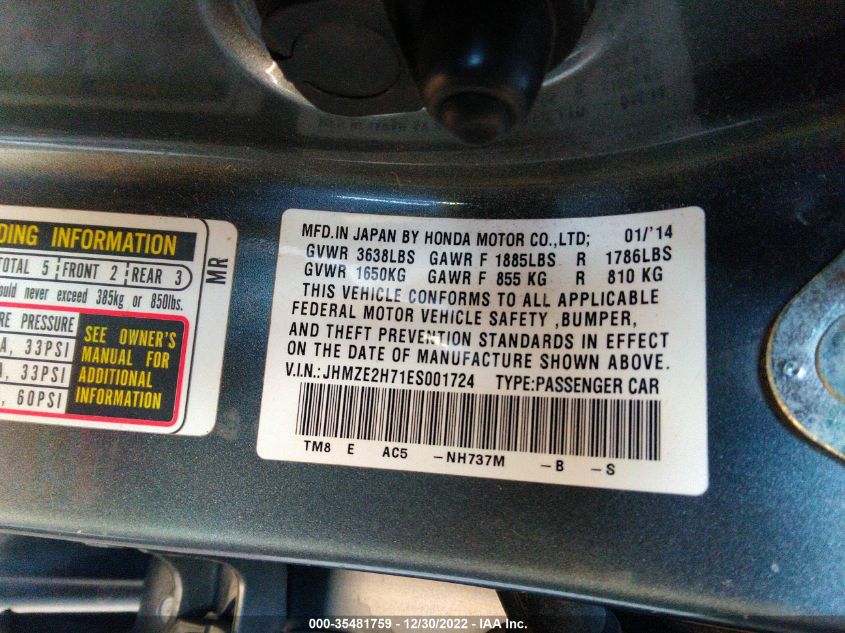 DING INFORMATION
TOTAL 5 FRONT 2 REAR 3
ould never exceed 385kg or 850lbs.
RE PRESSURE
A, 33PSI
A, 33PSI
, 60PSI
SEE OWNER'S
MANUAL FOR
ADDITIONAL
INFORMATION
MR
MFD.IN JAPAN BY HONDA MOTOR CO.,LTD; 01/'14
GVWR 3638LBS GAWR F 1885LBS R 1786LBS
GVWR 1650KG GAWR F 855 KG R 810 KG
THIS VEHICLE CONFORMS TO ALL APPLICABLE
FEDERAL MOTOR VEHICLE SAFETY ,BUMPER,
AND THEFT PREVENTION STANDARDS IN EFFECT
ON THE DATE OF MANUFACTURE SHOWN ABOVE.
V.I.N.: JHMZE2H71ES001724 TYPE:PASSENGER CAR
TM8 E AC5 -NH737M -B -S
000-35481759 - 12/30/2022 - IAA Inc.